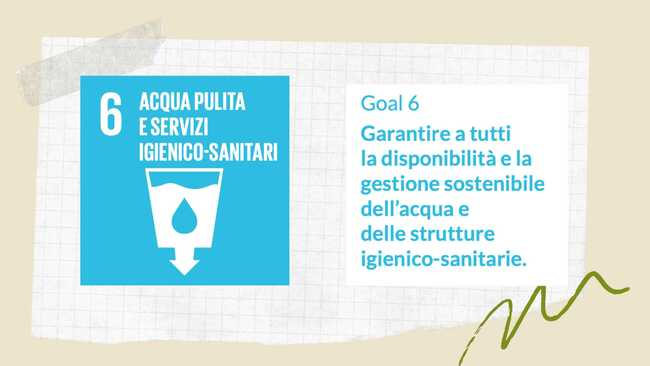 6
ACQUA PULITA
E SERVIZI
IGIENICO-SANITARI
Goal 6
Garantire a tutti
la disponibilità e la
gestione sostenibile
dell’acqua e
delle strutture
igienico-sanitarie.